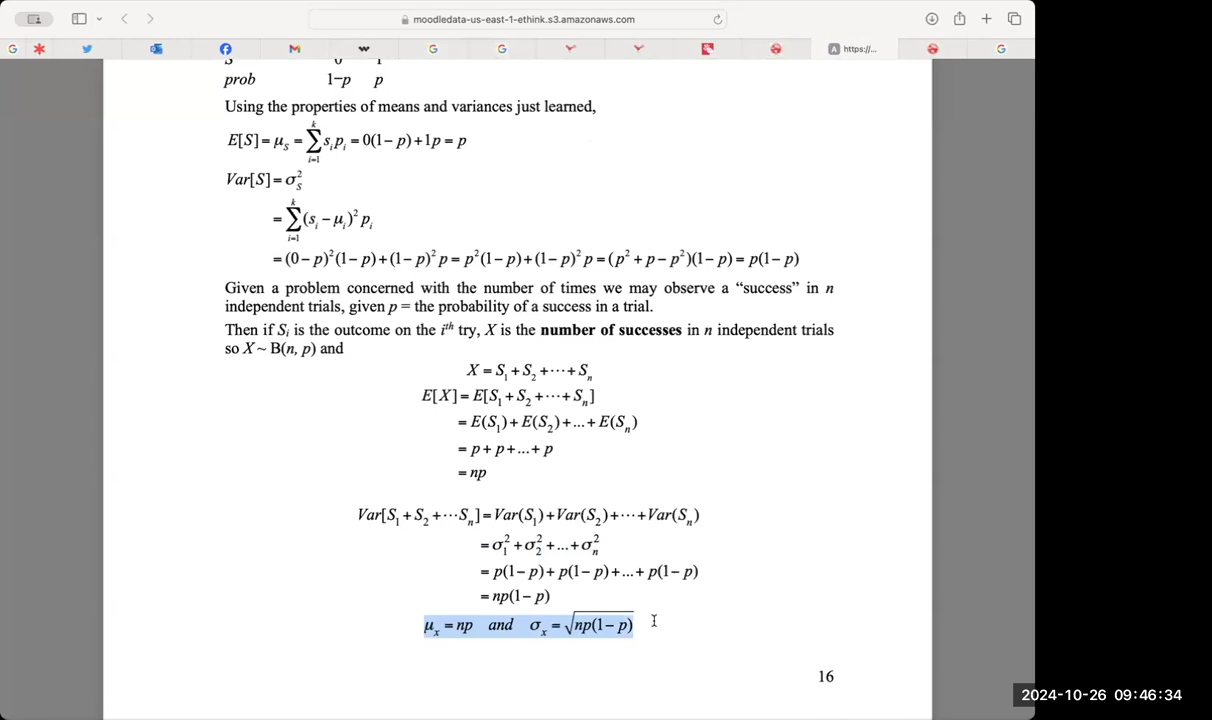 moodledata-us-east-1-ethink.s3.amazonaws.com
https://...
S 0 1
prob 1−p p
Using the properties of means and variances just learned,
E[S] = μ_S = ∑_{i=1}^{k} s_i p_i = 0(1−p)+1p = p
Var[S] = σ_S^2
= ∑_{i=1}^{k} (s_i − μ_i)^2 p_i
= (0−p)^2(1−p)+(1−p)^2 p = p^2(1−p)+(1−p)^2 p = (p^2 + p − p^2)(1−p) = p(1−p)
Given a problem concerned with the number of times we may observe a “success” in n
independent trials, given p = the probability of a success in a trial.
Then if S_i is the outcome on the i^th try, X is the number of successes in n independent trials
so X ~ B(n, p) and
X = S_1 + S_2 + ⋯ + S_n
E[X] = E[S_1 + S_2 + ⋯ + S_n]
= E(S_1) + E(S_2) + ... + E(S_n)
= p + p + ... + p
= np
Var[S_1 + S_2 + ⋯ S_n] = Var(S_1) + Var(S_2) + ⋯ + Var(S_n)
= σ_1^2 + σ_2^2 + ... + σ_n^2
= p(1−p) + p(1−p) + ... + p(1−p)
= np(1−p)
μ_x = np and σ_x = √np(1−p)
16
2024-10-26 09:46:34